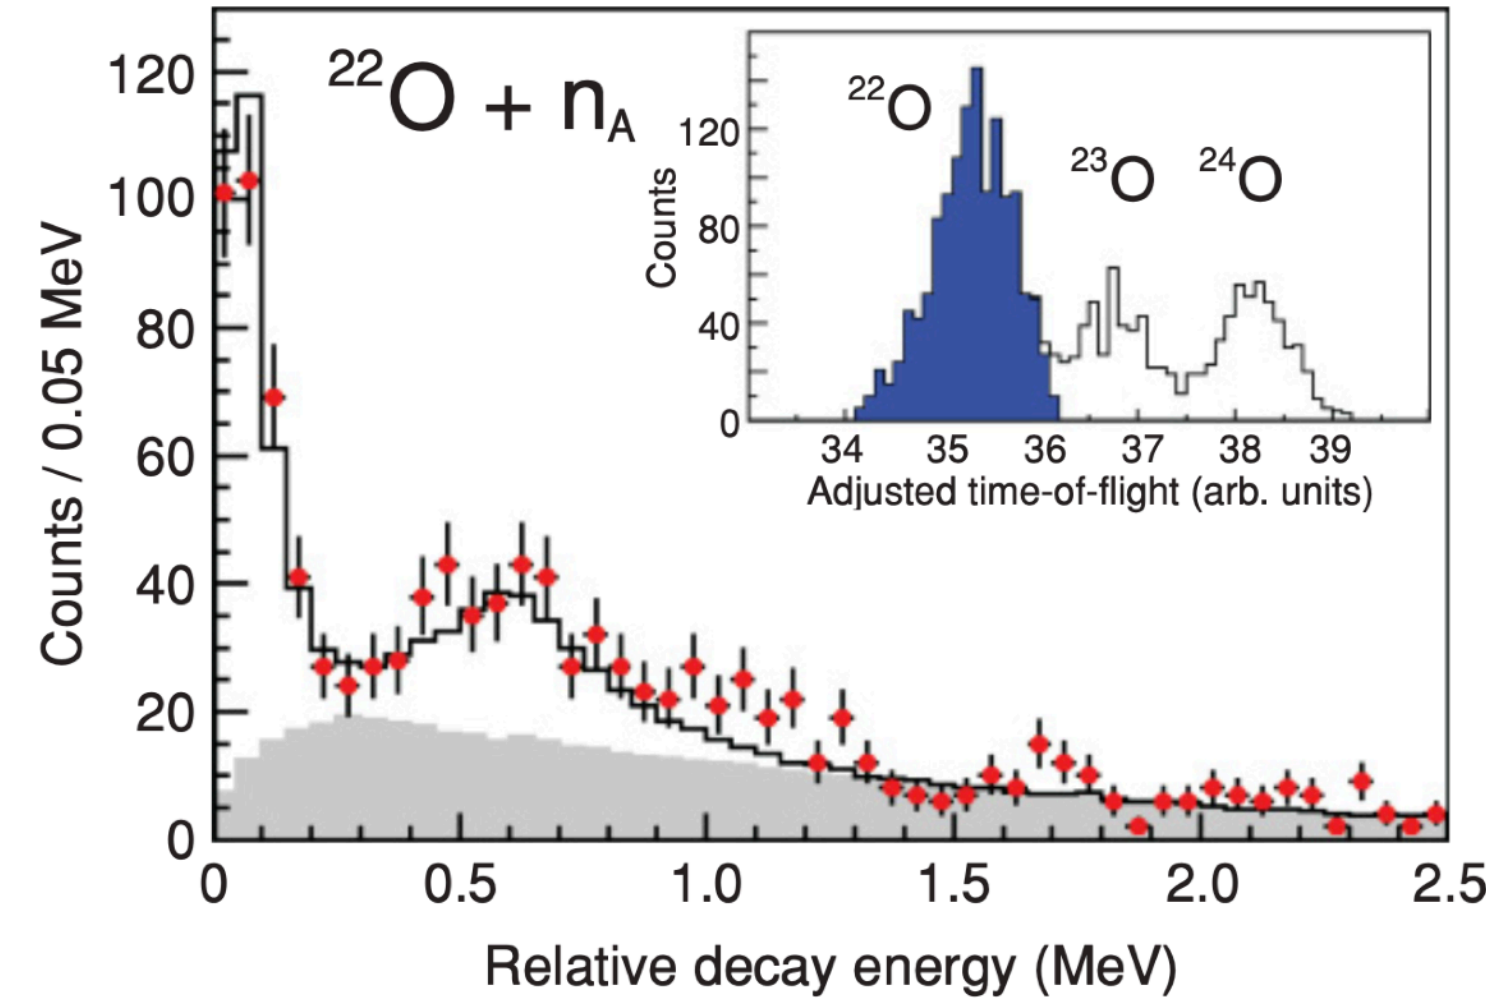 ²²O + nA
120
100
80
60
40
20
0
Counts / 0.05 MeV
0 0.5 1.0 1.5 2.0 2.5
Relative decay energy (MeV)
²²O
²³O ²⁴O
120
80
40
0
Counts
34 35 36 37 38 39
Adjusted time-of-flight (arb. units)